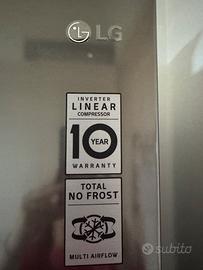 LG
INVERTER
LINEAR
COMPRESSOR
10 YEAR
WARRANTY
TOTAL
NO FROST
MULTI AIRFLOW
subito